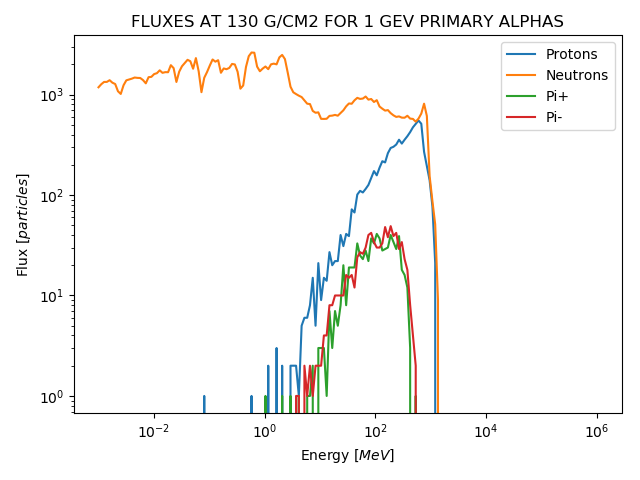 FLUXES AT 130 G/CM2 FOR 1 GEV PRIMARY ALPHAS
Protons
Neutrons
Pi+
Pi-
Flux [particles]
10^3
10^2
10^1
10^0
10^-2 10^0 10^2 10^4 10^6
Energy [MeV]